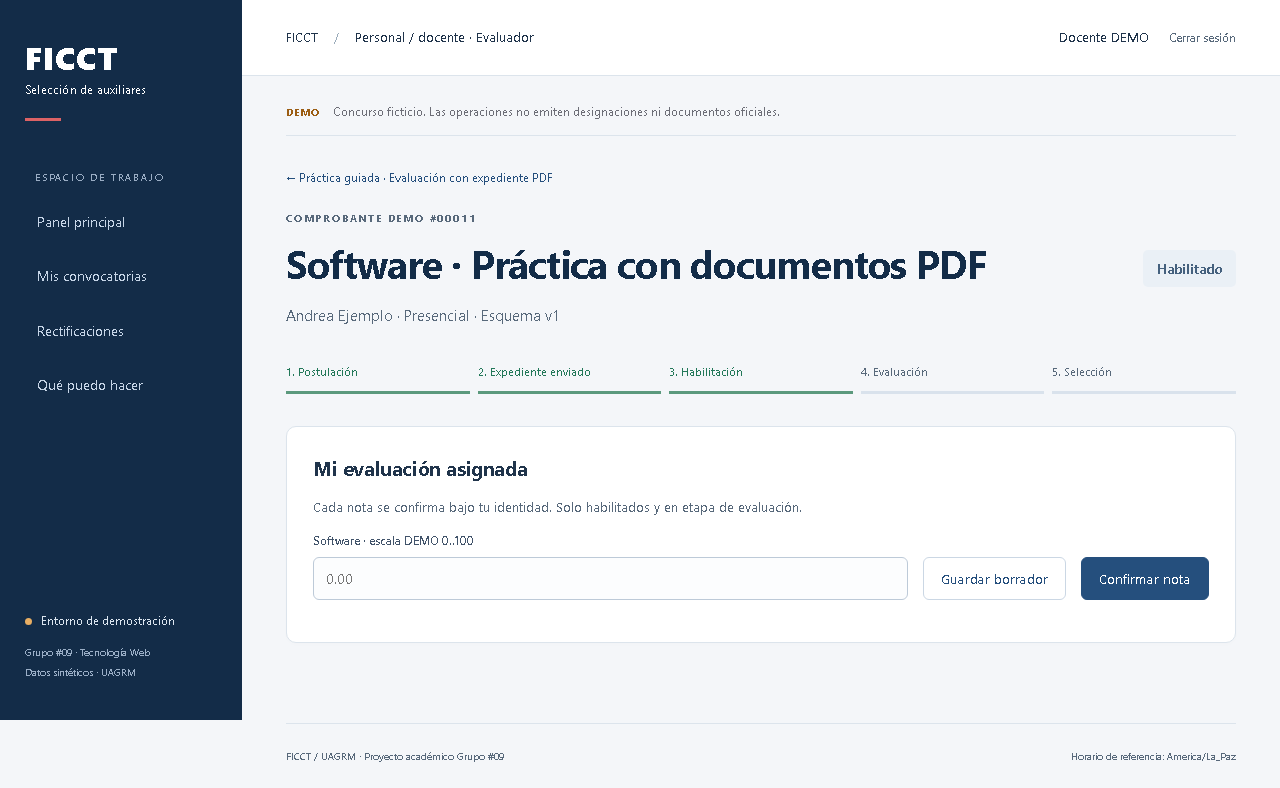 FICCT
Selección de auxiliares
ESPACIO DE TRABAJO
Panel principal
Mis convocatorias
Rectificaciones
Qué puedo hacer
Entorno de demostración
Grupo #09 · Tecnología Web
Datos sintéticos · UAGRM
FICCT / Personal / docente · Evaluador
Docente DEMO Cerrar sesión
DEMO Concurso ficticio. Las operaciones no emiten designaciones ni documentos oficiales.
← Práctica guiada · Evaluación con expediente PDF
COMPROBANTE DEMO #00011
Software · Práctica con documentos PDF
Habilitado
Andrea Ejemplo · Presencial · Esquema v1
1. Postulación 2. Expediente enviado 3. Habilitación 4. Evaluación 5. Selección
Mi evaluación asignada
Cada nota se confirma bajo tu identidad. Solo habilitados y en etapa de evaluación.
Software · escala DEMO 0..100
0.00 Guardar borrador Confirmar nota
FICCT / UAGRM · Proyecto académico Grupo #09 Horario de referencia: America/La_Paz